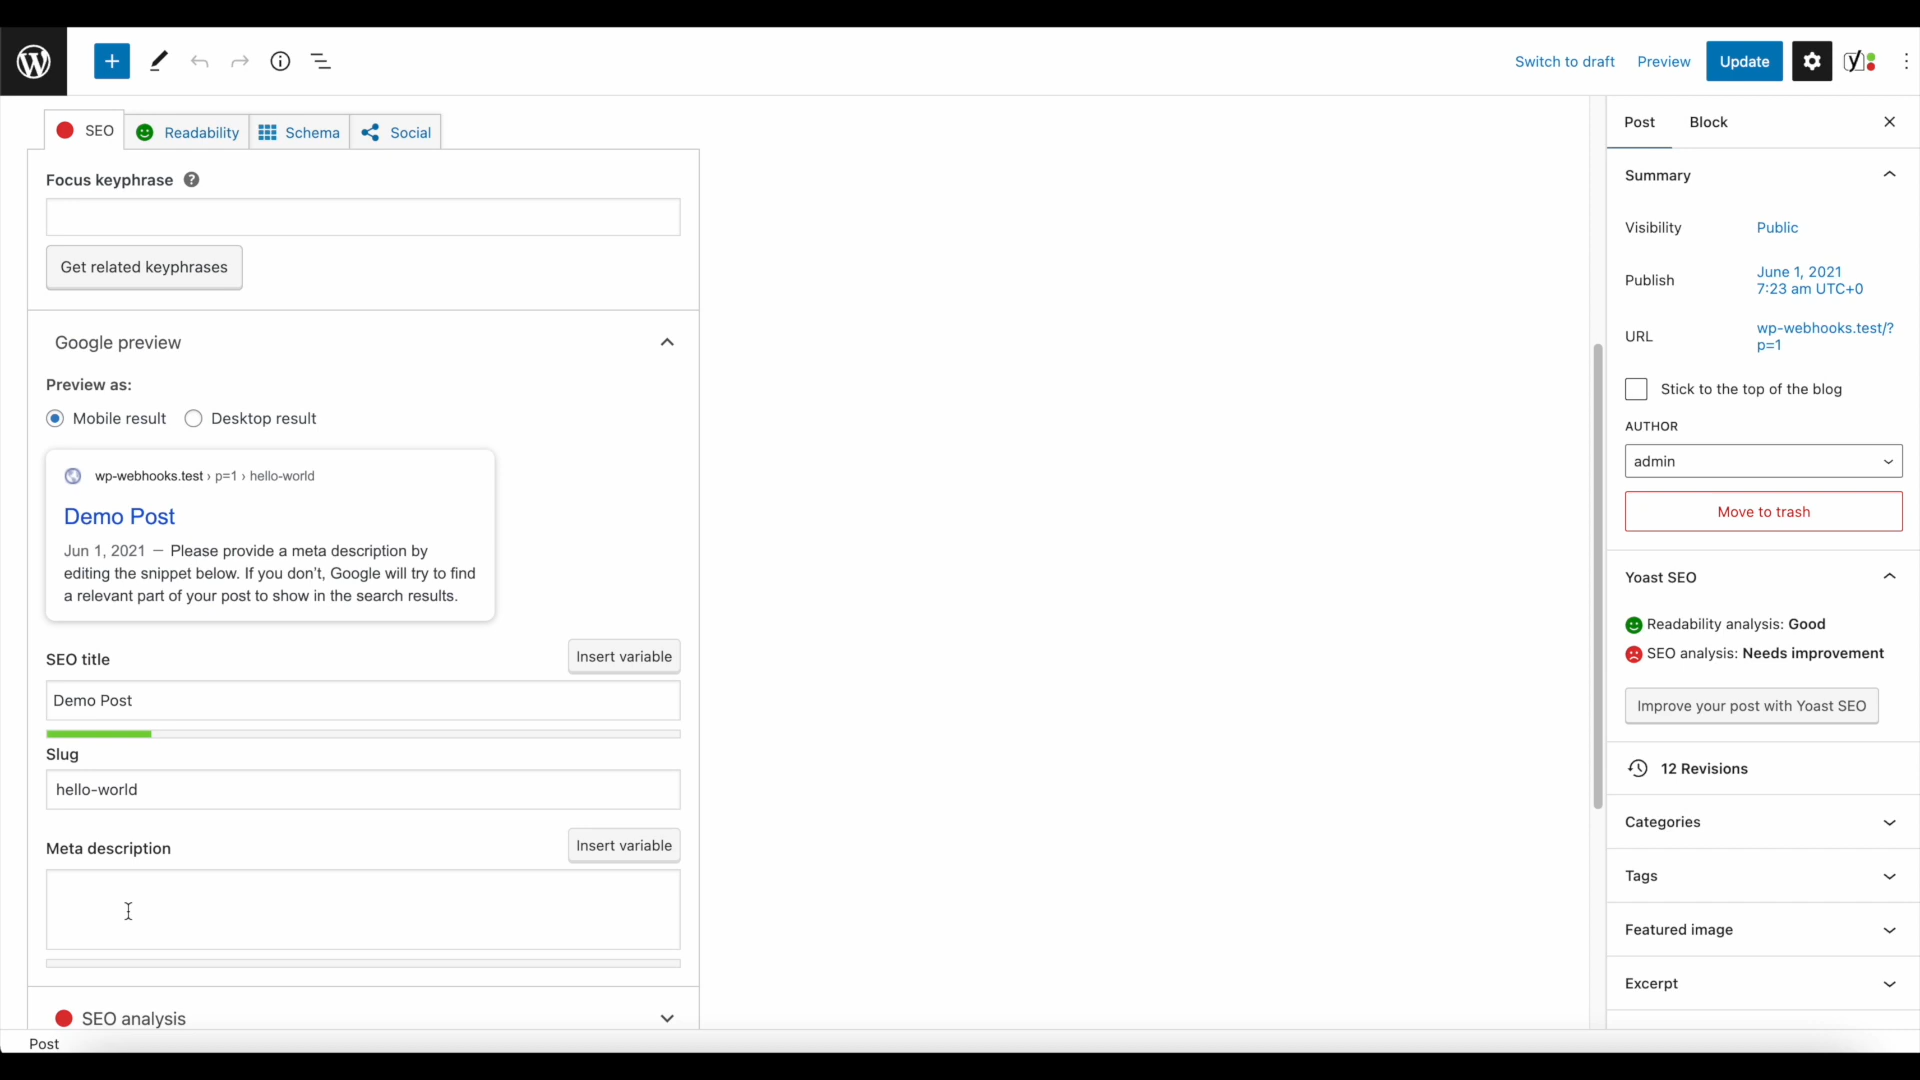 Switch to draft
Preview
Update
SEO
Readability
Schema
Social
Focus keyphrase
Get related keyphrases
Google preview
Preview as:
Mobile result
Desktop result
wp-webhooks.test › p=1 › hello-world
Demo Post
Jun 1, 2021 – Please provide a meta description by
editing the snippet below. If you don’t, Google will try to find
a relevant part of your post to show in the search results.
SEO title
Insert variable
Demo Post
Slug
hello-world
Meta description
Insert variable
SEO analysis
Post
Post
Block
Summary
Visibility
Public
Publish
June 1, 2021
7:23 am UTC+0
URL
wp-webhooks.test/?
p=1
Stick to the top of the blog
AUTHOR
admin
Move to trash
Yoast SEO
Readability analysis: Good
SEO analysis: Needs improvement
Improve your post with Yoast SEO
12 Revisions
Categories
Tags
Featured image
Excerpt